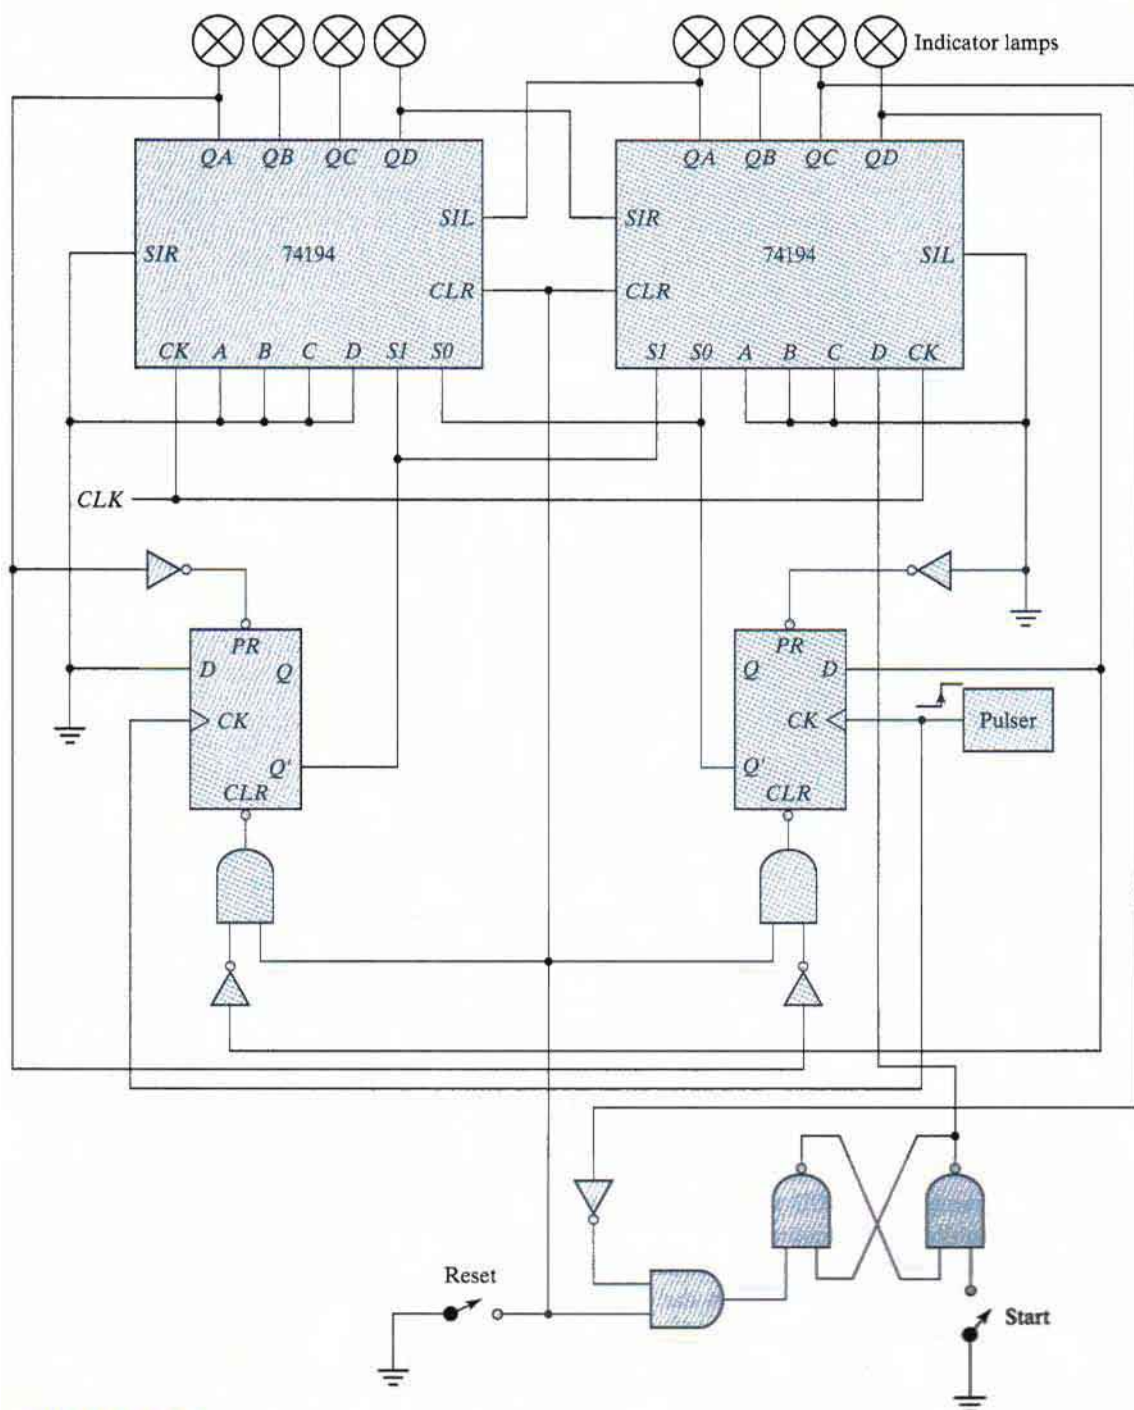 Indicator lamps
QA QB QC QD
QA QB QC QD
SIL
SIR
SIR
74194
74194
SIL
CLR
CLR
CK A B C D S1 S0
S1 S0 A B C D CK
CLK
PR
D Q
CK
Q'
CLR
PR
Q D
CK
Q'
CLR
Pulser
Reset
Start